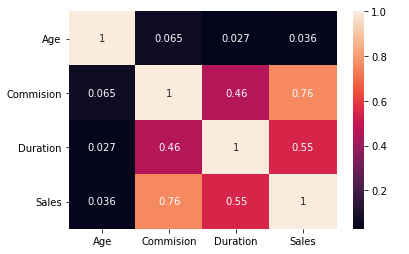 1.0
Age 1 0.065 0.027 0.036
0.8
Commision 0.065 1 0.46 0.76
0.6
Duration 0.027 0.46 1 0.55
0.4
Sales 0.036 0.76 0.55 1
0.2
Age Commision Duration Sales